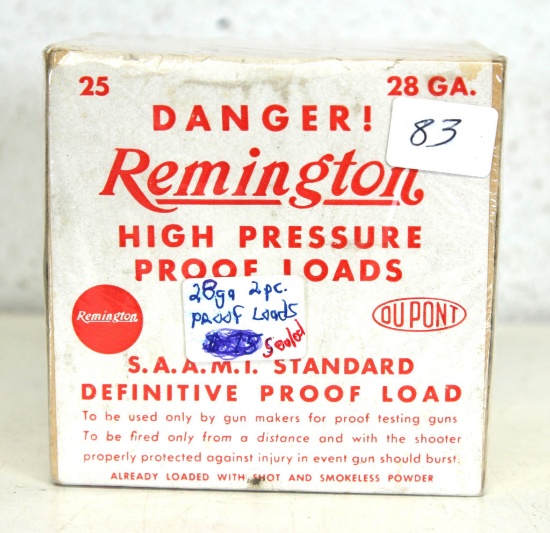 25 28 GA.
DANGER!
83
Remington
HIGH PRESSURE
PROOF LOADS
28ga 2pc.
PROOF Loads
Sealed
Remington
DU PONT
S.A.A.M.I. STANDARD
DEFINITIVE PROOF LOAD
To be used only by gun makers for proof testing guns
To be fired only from a distance and with the shooter
properly protected against injury in event gun should burst.
ALREADY LOADED WITH SHOT AND SMOKELESS POWDER